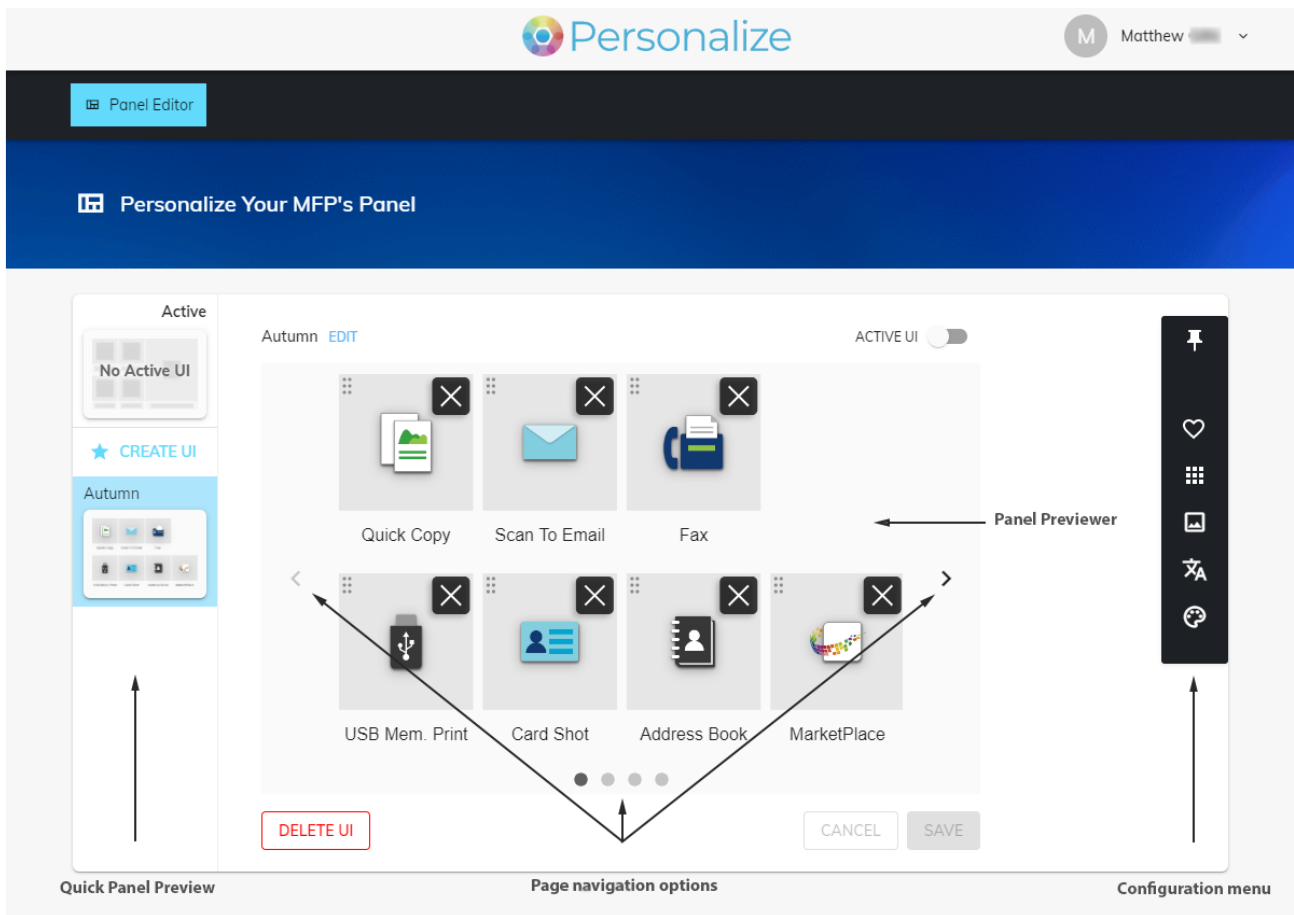 Personalize
M
Matthew
Panel Editor
Personalize Your MFP's Panel
Active
No Active UI
CREATE UI
Autumn
Autumn EDIT
ACTIVE UI
Quick Copy
Scan To Email
Fax
Panel Previewer
USB Mem. Print
Card Shot
Address Book
MarketPlace
DELETE UI
CANCEL
SAVE
Quick Panel Preview
Page navigation options
Configuration menu